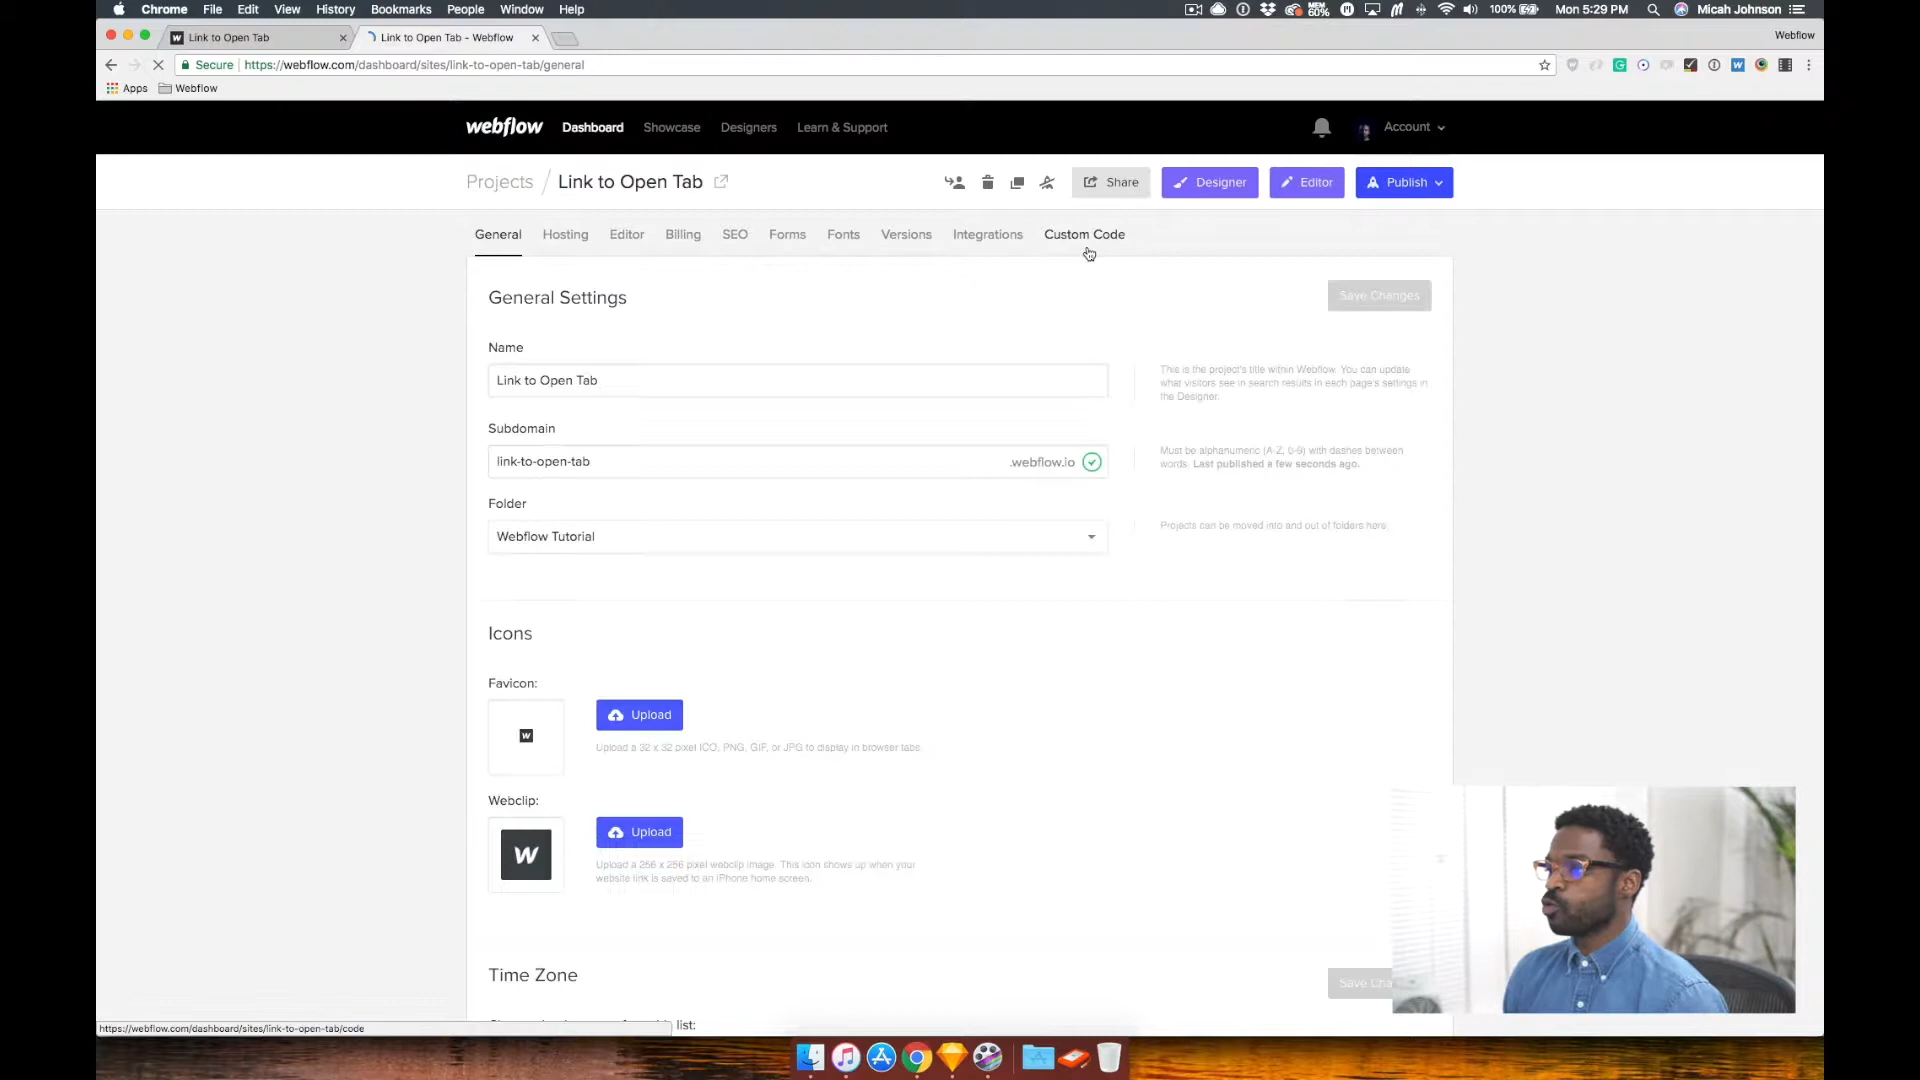 Chrome File Edit View History Bookmarks People Window Help
MEM 60% 100% Mon 5:29 PM Micah Johnson
Link to Open Tab
Link to Open Tab - Webflow
Webflow
Secure https://webflow.com/dashboard/sites/link-to-open-tab/general
Apps Webflow
webflow Dashboard Showcase Designers Learn & Support Account
Projects / Link to Open Tab Share Designer Editor Publish
General Hosting Editor Billing SEO Forms Fonts Versions Integrations Custom Code
General Settings
Save Changes
Name
Link to Open Tab
This is the project's title within Webflow. You can update
what visitors see in search results in each page's settings in
the Designer.
Subdomain
link-to-open-tab .webflow.io
Must be alphanumeric (A-Z, 0-9) with dashes between
words. Last published a few seconds ago.
Folder
Webflow Tutorial
Projects can be moved into and out of folders here.
Icons
Favicon:
W
Upload
Upload a 32 x 32 pixel ICO, PNG, GIF, or JPG to display in browser tabs.
Webclip:
W
Upload
Upload a 256 x 256 pixel webclip image. This icon shows up when your
website link is saved to an iPhone home screen.
Time Zone
Save Cha
list:
https://webflow.com/dashboard/sites/link-to-open-tab/code